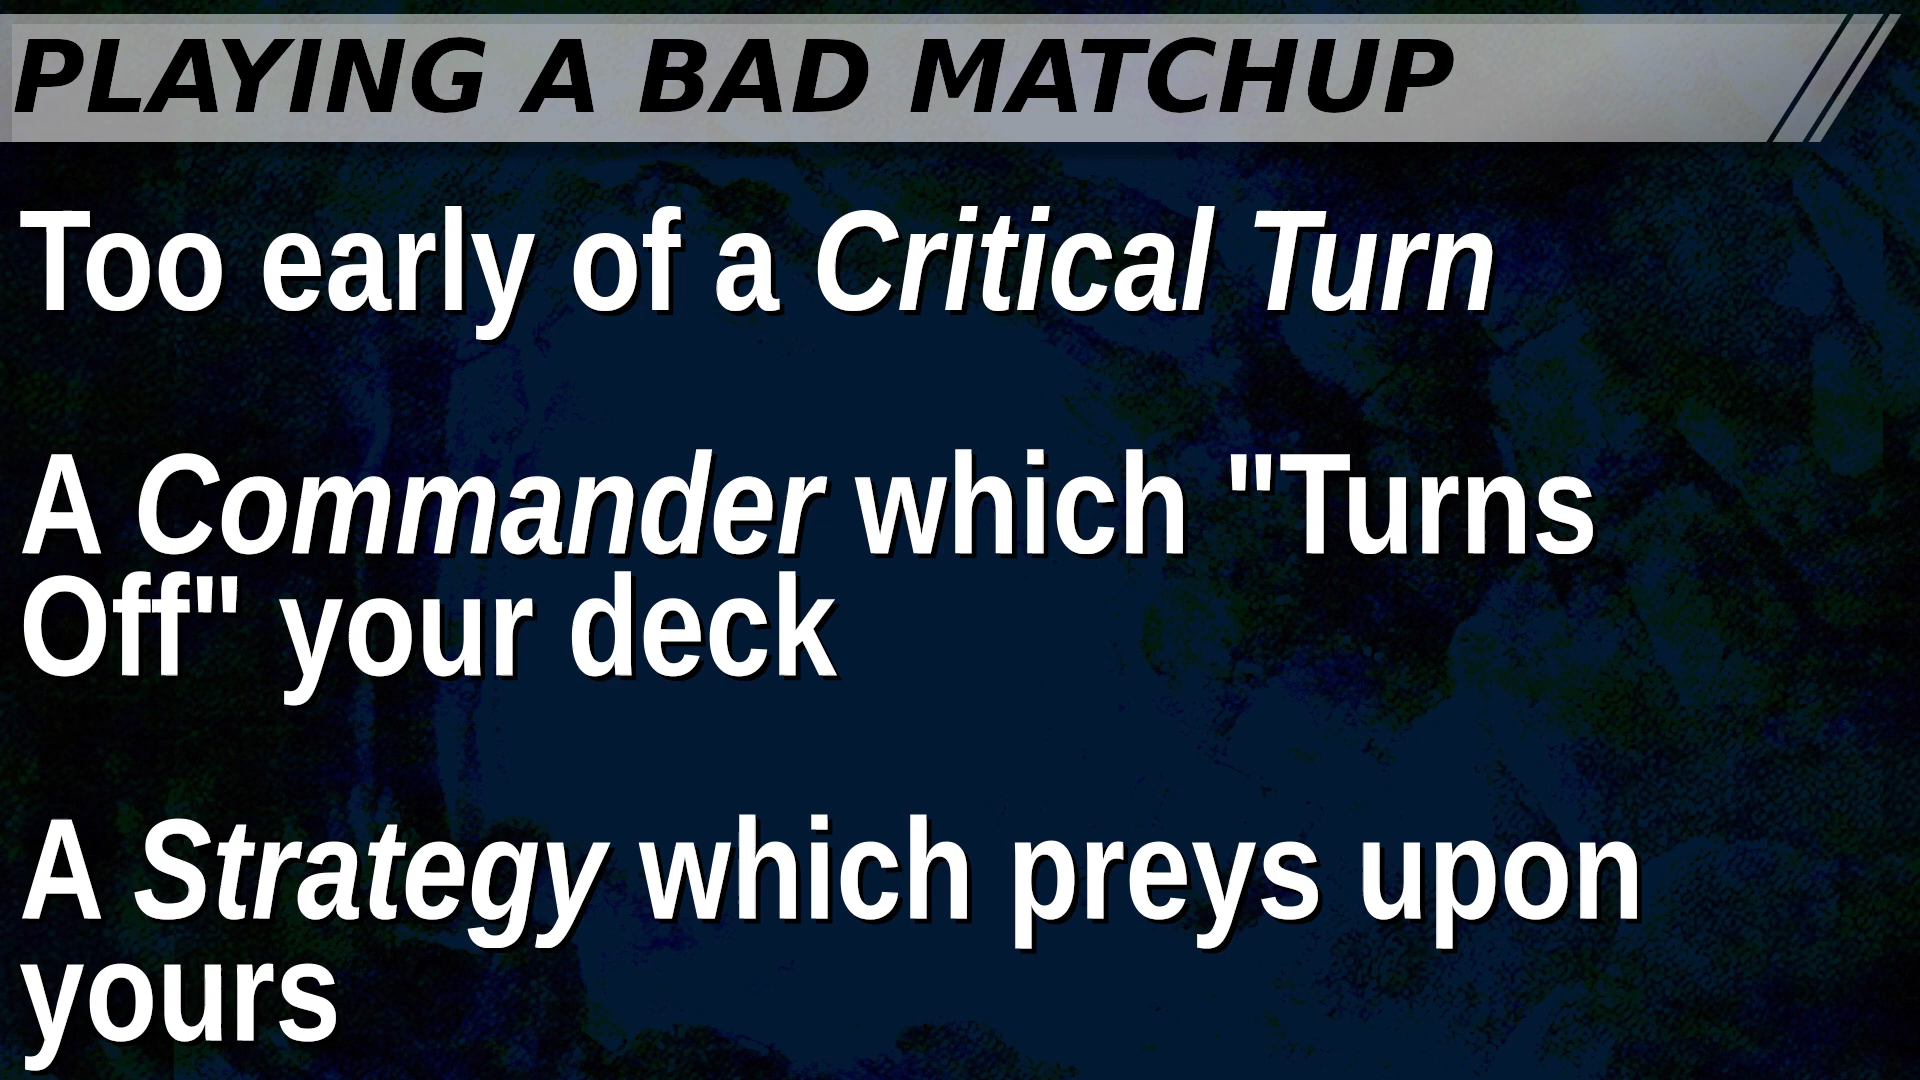 PLAYING A BAD MATCHUP
Too early of a Critical Turn
A Commander which "Turns
Off" your deck
A Strategy which preys upon
yours